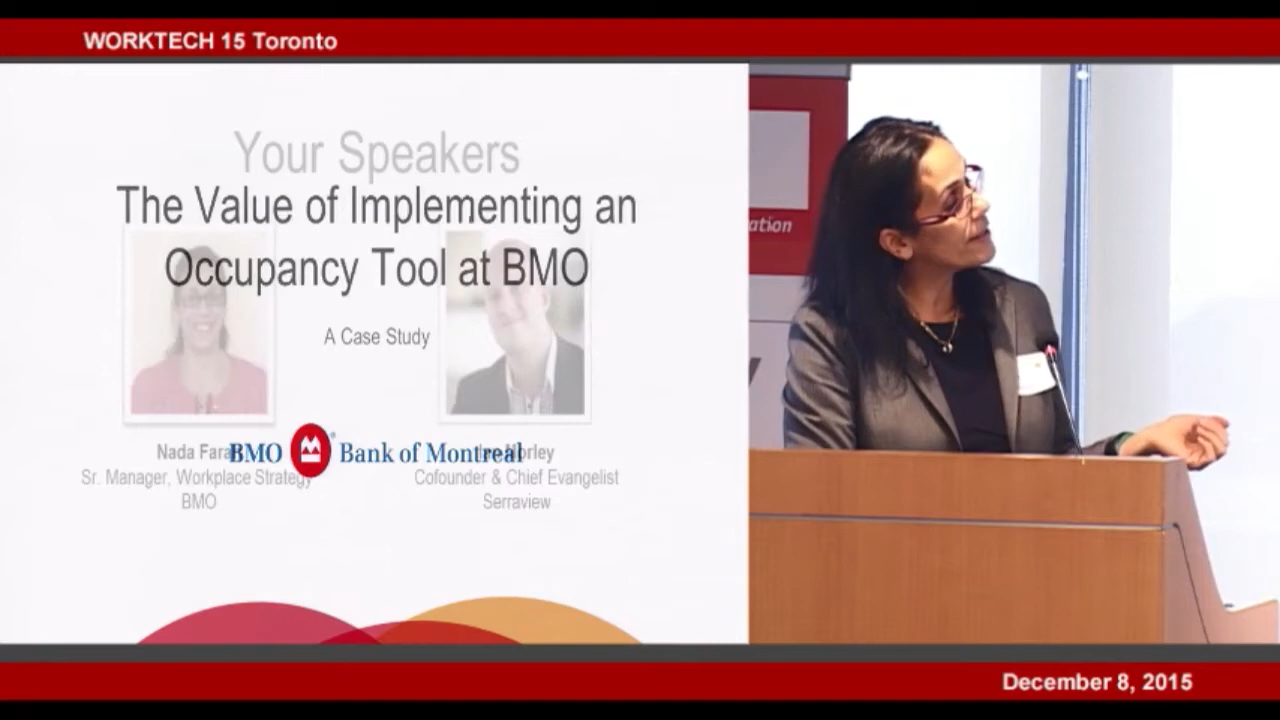 WORKTECH 15 Toronto
Your Speakers
The Value of Implementing an
Occupancy Tool at BMO
A Case Study
Nada
BMO Bank of Montreal
Sr. Manager, Workplace Strategy
BMO
Cofounder & Chief Evangelist
Serraview
ation
December 8, 2015